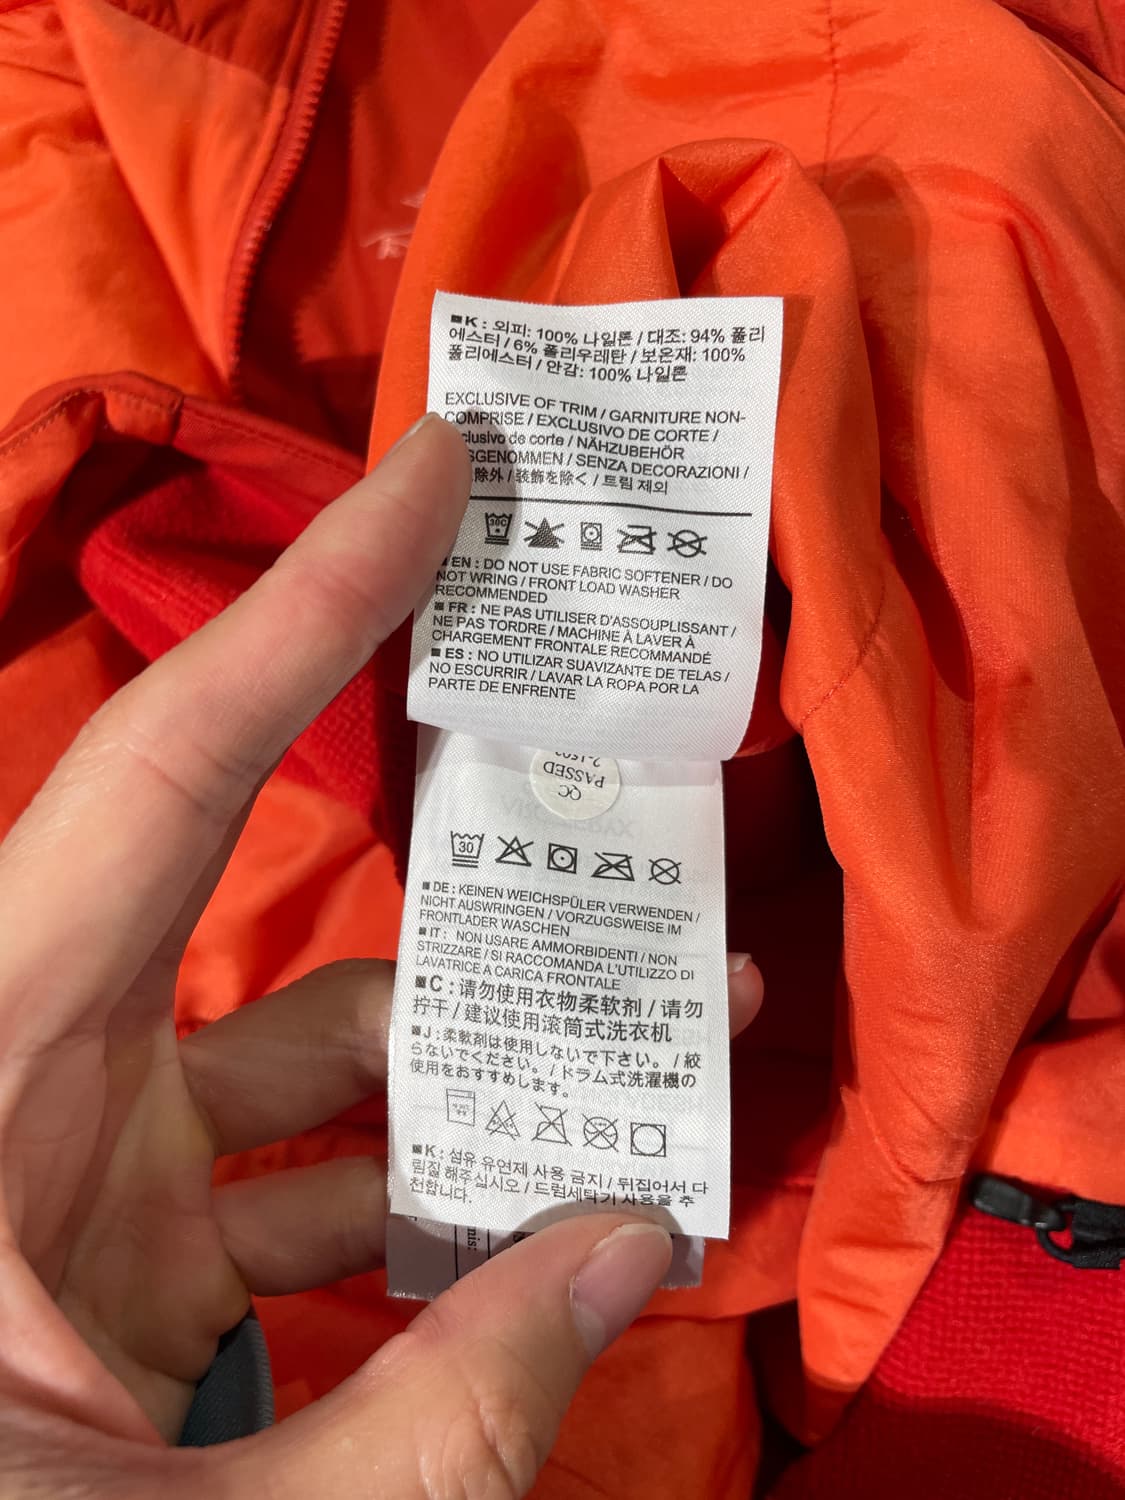 ■K : 외피: 100% 나일론 / 대조: 94% 폴리
에스터 / 6% 폴리우레탄 / 보온재: 100%
폴리에스터 / 안감: 100% 나일론
EXCLUSIVE OF TRIM / GARNITURE NON-
COMPRISE / EXCLUSIVO DE CORTE /
clusivo de corte / NÄHZUBEHÖR
SGENOMMEN / SENZA DECORAZIONI /
除外 / 装飾を除く / 트림 제외
30C
■ EN : DO NOT USE FABRIC SOFTENER / DO
NOT WRING / FRONT LOAD WASHER
RECOMMENDED
■ FR : NE PAS UTILISER D'ASSOUPLISSANT /
NE PAS TORDRE / MACHINE À LAVER À
CHARGEMENT FRONTALE RECOMMANDÉ
■ ES : NO UTILIZAR SUAVIZANTE DE TELAS /
NO ESCURRIR / LAVAR LA ROPA POR LA
PARTE DE ENFRENTE
QC
PASSED
30
■ DE : KEINEN WEICHSPÜLER VERWENDEN /
NICHT AUSWRINGEN / VORZUGSWEISE IM
FRONTLADER WASCHEN
■ IT : NON USARE AMMORBIDENTI / NON
STRIZZARE / SI RACCOMANDA L'UTILIZZO DI
LAVATRICE A CARICA FRONTALE
■C : 请勿使用衣物柔软剂 / 请勿
拧干 / 建议使用滚筒式洗衣机
■J : 柔軟剤は使用しないで下さい。 / 絞
らないでください。 / ドラム式洗濯機の
使用をおすすめします。
■K : 섬유 유연제 사용 금지 / 뒤집어서 다
림질 해주십시오 / 드럼세탁기 사용을 추
천합니다.
nis: